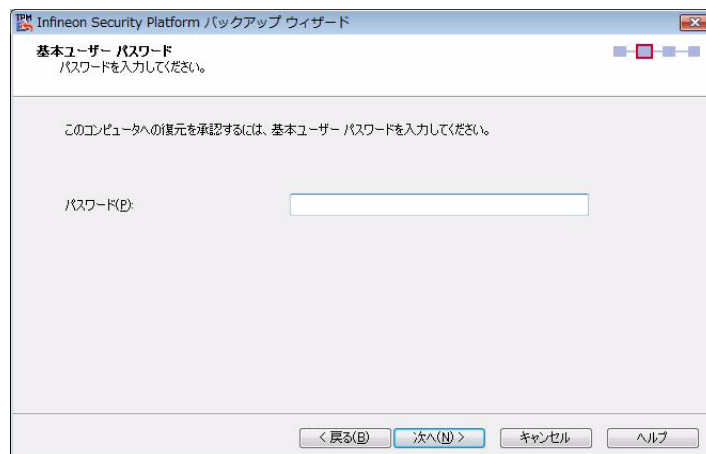 TPM Infineon Security Platform バックアップ ウィザード
基本ユーザー パスワード
パスワードを入力してください。
このコンピュータへの復元を承認するには、基本ユーザー パスワードを入力してください。
パスワード(P):
< 戻る(B) 次へ(N) > キャンセル ヘルプ